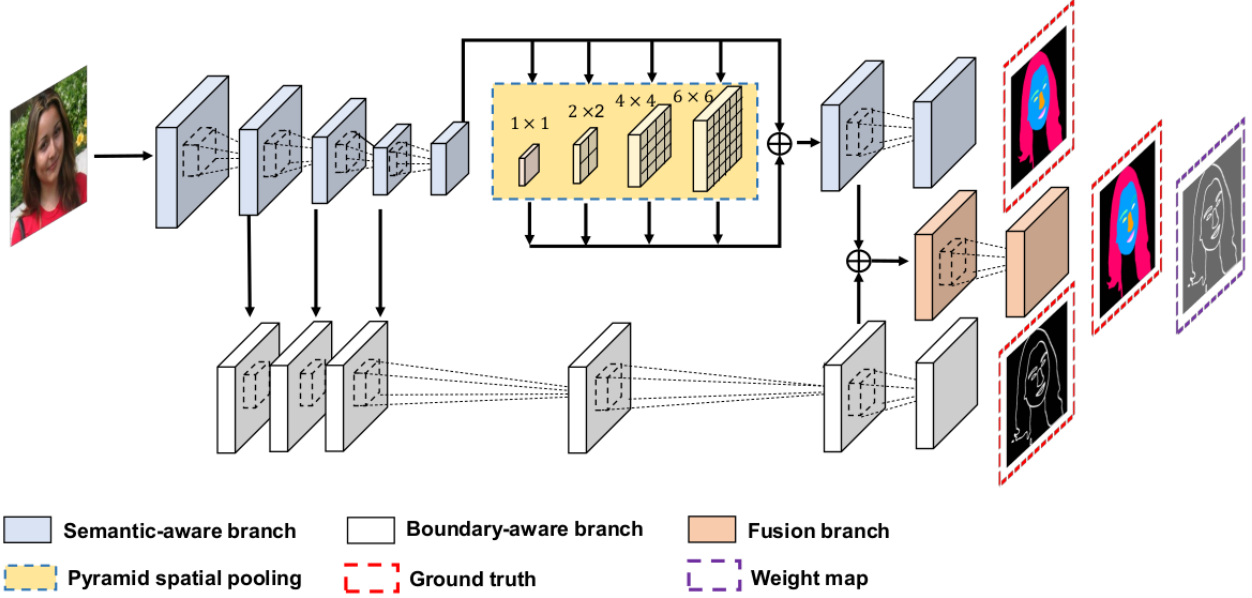 1 × 1
2 × 2
4 × 4
6 × 6
Semantic-aware branch
Boundary-aware branch
Fusion branch
Pyramid spatial pooling
Ground truth
Weight map